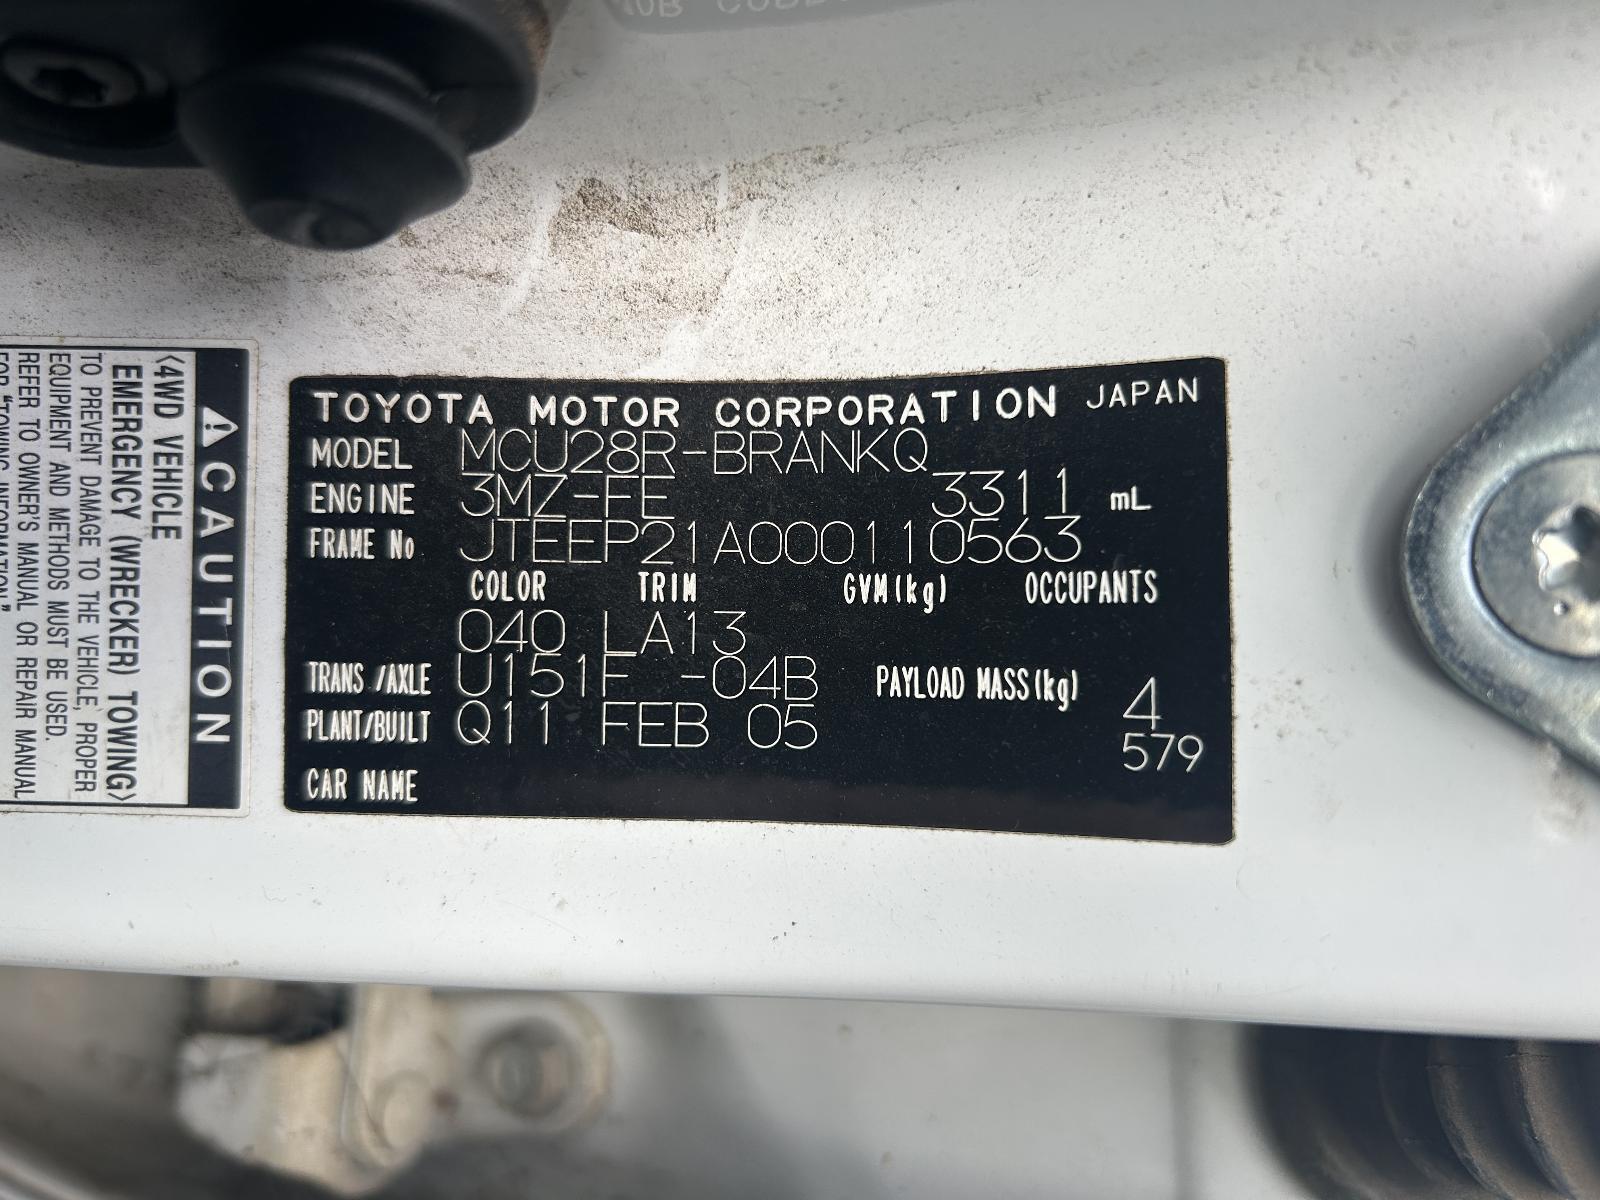 TOYOTA MOTOR CORPORATION JAPAN
MODEL MCU28R-BRANKQ
ENGINE 3MZ-FE 3311 mL
FRAME No JTEEP21A000110563
COLOR TRIM GVM(kg) OCCUPANTS
040 LA13
TRANS./AXLE U151F -04B PAYLOAD MASS(kg) 4
PLANT/BUILT Q11 FEB 05 579
CAR NAME
⚠CAUTION
<4WD VEHICLE
EMERGENCY (WRECKER) TOWING>
TO PREVENT DAMAGE TO THE VEHICLE, PROPER
EQUIPMENT AND METHODS MUST BE USED.
REFER TO OWNER'S MANUAL OR REPAIR MANUAL
FOR "TOWING INFORMATION."